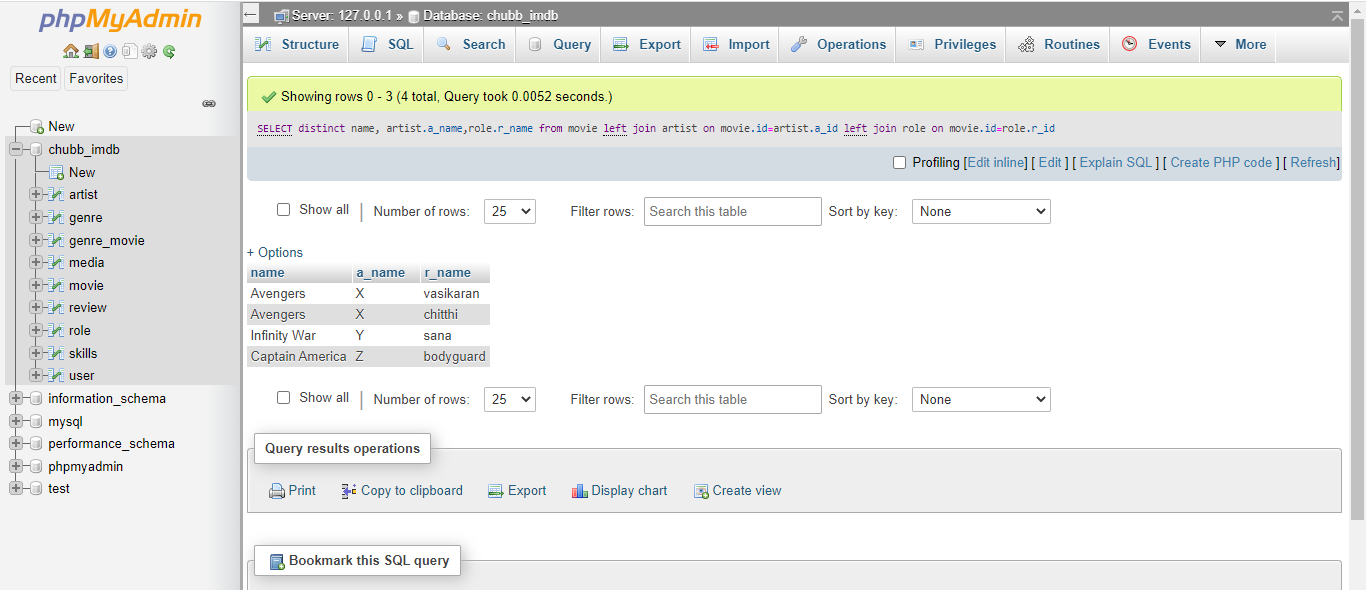 phpMyAdmin
Recent Favorites
New
chubb_imdb
New
artist
genre
genre_movie
media
movie
review
role
skills
user
information_schema
mysql
performance_schema
phpmyadmin
test
Server: 127.0.0.1 » Database: chubb_imdb
Structure SQL Search Query Export Import Operations Privileges Routines Events More
Showing rows 0 - 3 (4 total, Query took 0.0052 seconds.)
SELECT distinct name, artist.a_name,role.r_name from movie left join artist on movie.id=artist.a_id left join role on movie.id=role.r_id
Profiling [Edit inline] [ Edit ] [ Explain SQL ] [ Create PHP code ] [ Refresh]
Show all | Number of rows: 25 Filter rows: Search this table Sort by key: None
+ Options
name a_name r_name
Avengers X vasikaran
Avengers X chitthi
Infinity War Y sana
Captain America Z bodyguard
Show all | Number of rows: 25 Filter rows: Search this table Sort by key: None
Query results operations
Print Copy to clipboard Export Display chart Create view
Bookmark this SQL query